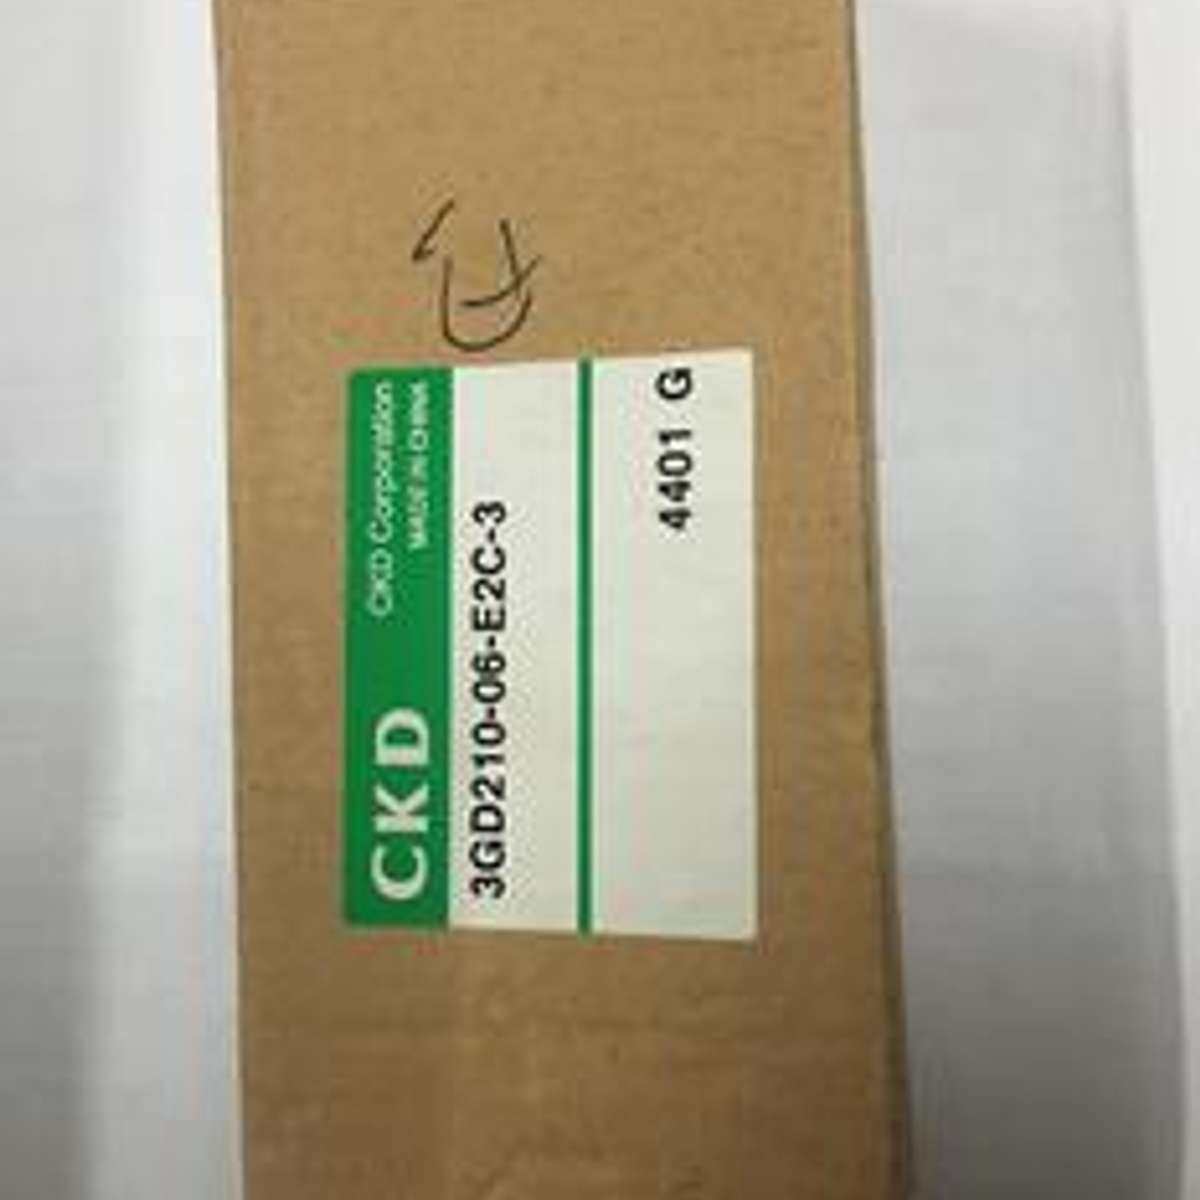 CKD
CKD Corporation
MADE IN CHINA
3GD210-06-E2C-3
4401 G